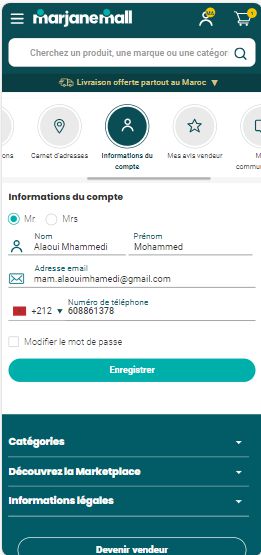 marjanemall
Cherchez un produit, une marque ou une catégor
Livraison offerte partout au Maroc ▼
ons
Carnet d'adresses
Informations du
compte
Mes avis vendeur
M
commu
Informations du compte
Mr.
Mrs
Nom
Prénom
Alaoui Mhammedi
Mohammed
Adresse email
mam.alaouimhamedi@gmail.com
Numéro de téléphone
+212 ▼ 608861378
Modifier le mot de passe
Enregistrer
Catégories
Découvrez la Marketplace
Informations légales
Devenir vendeur